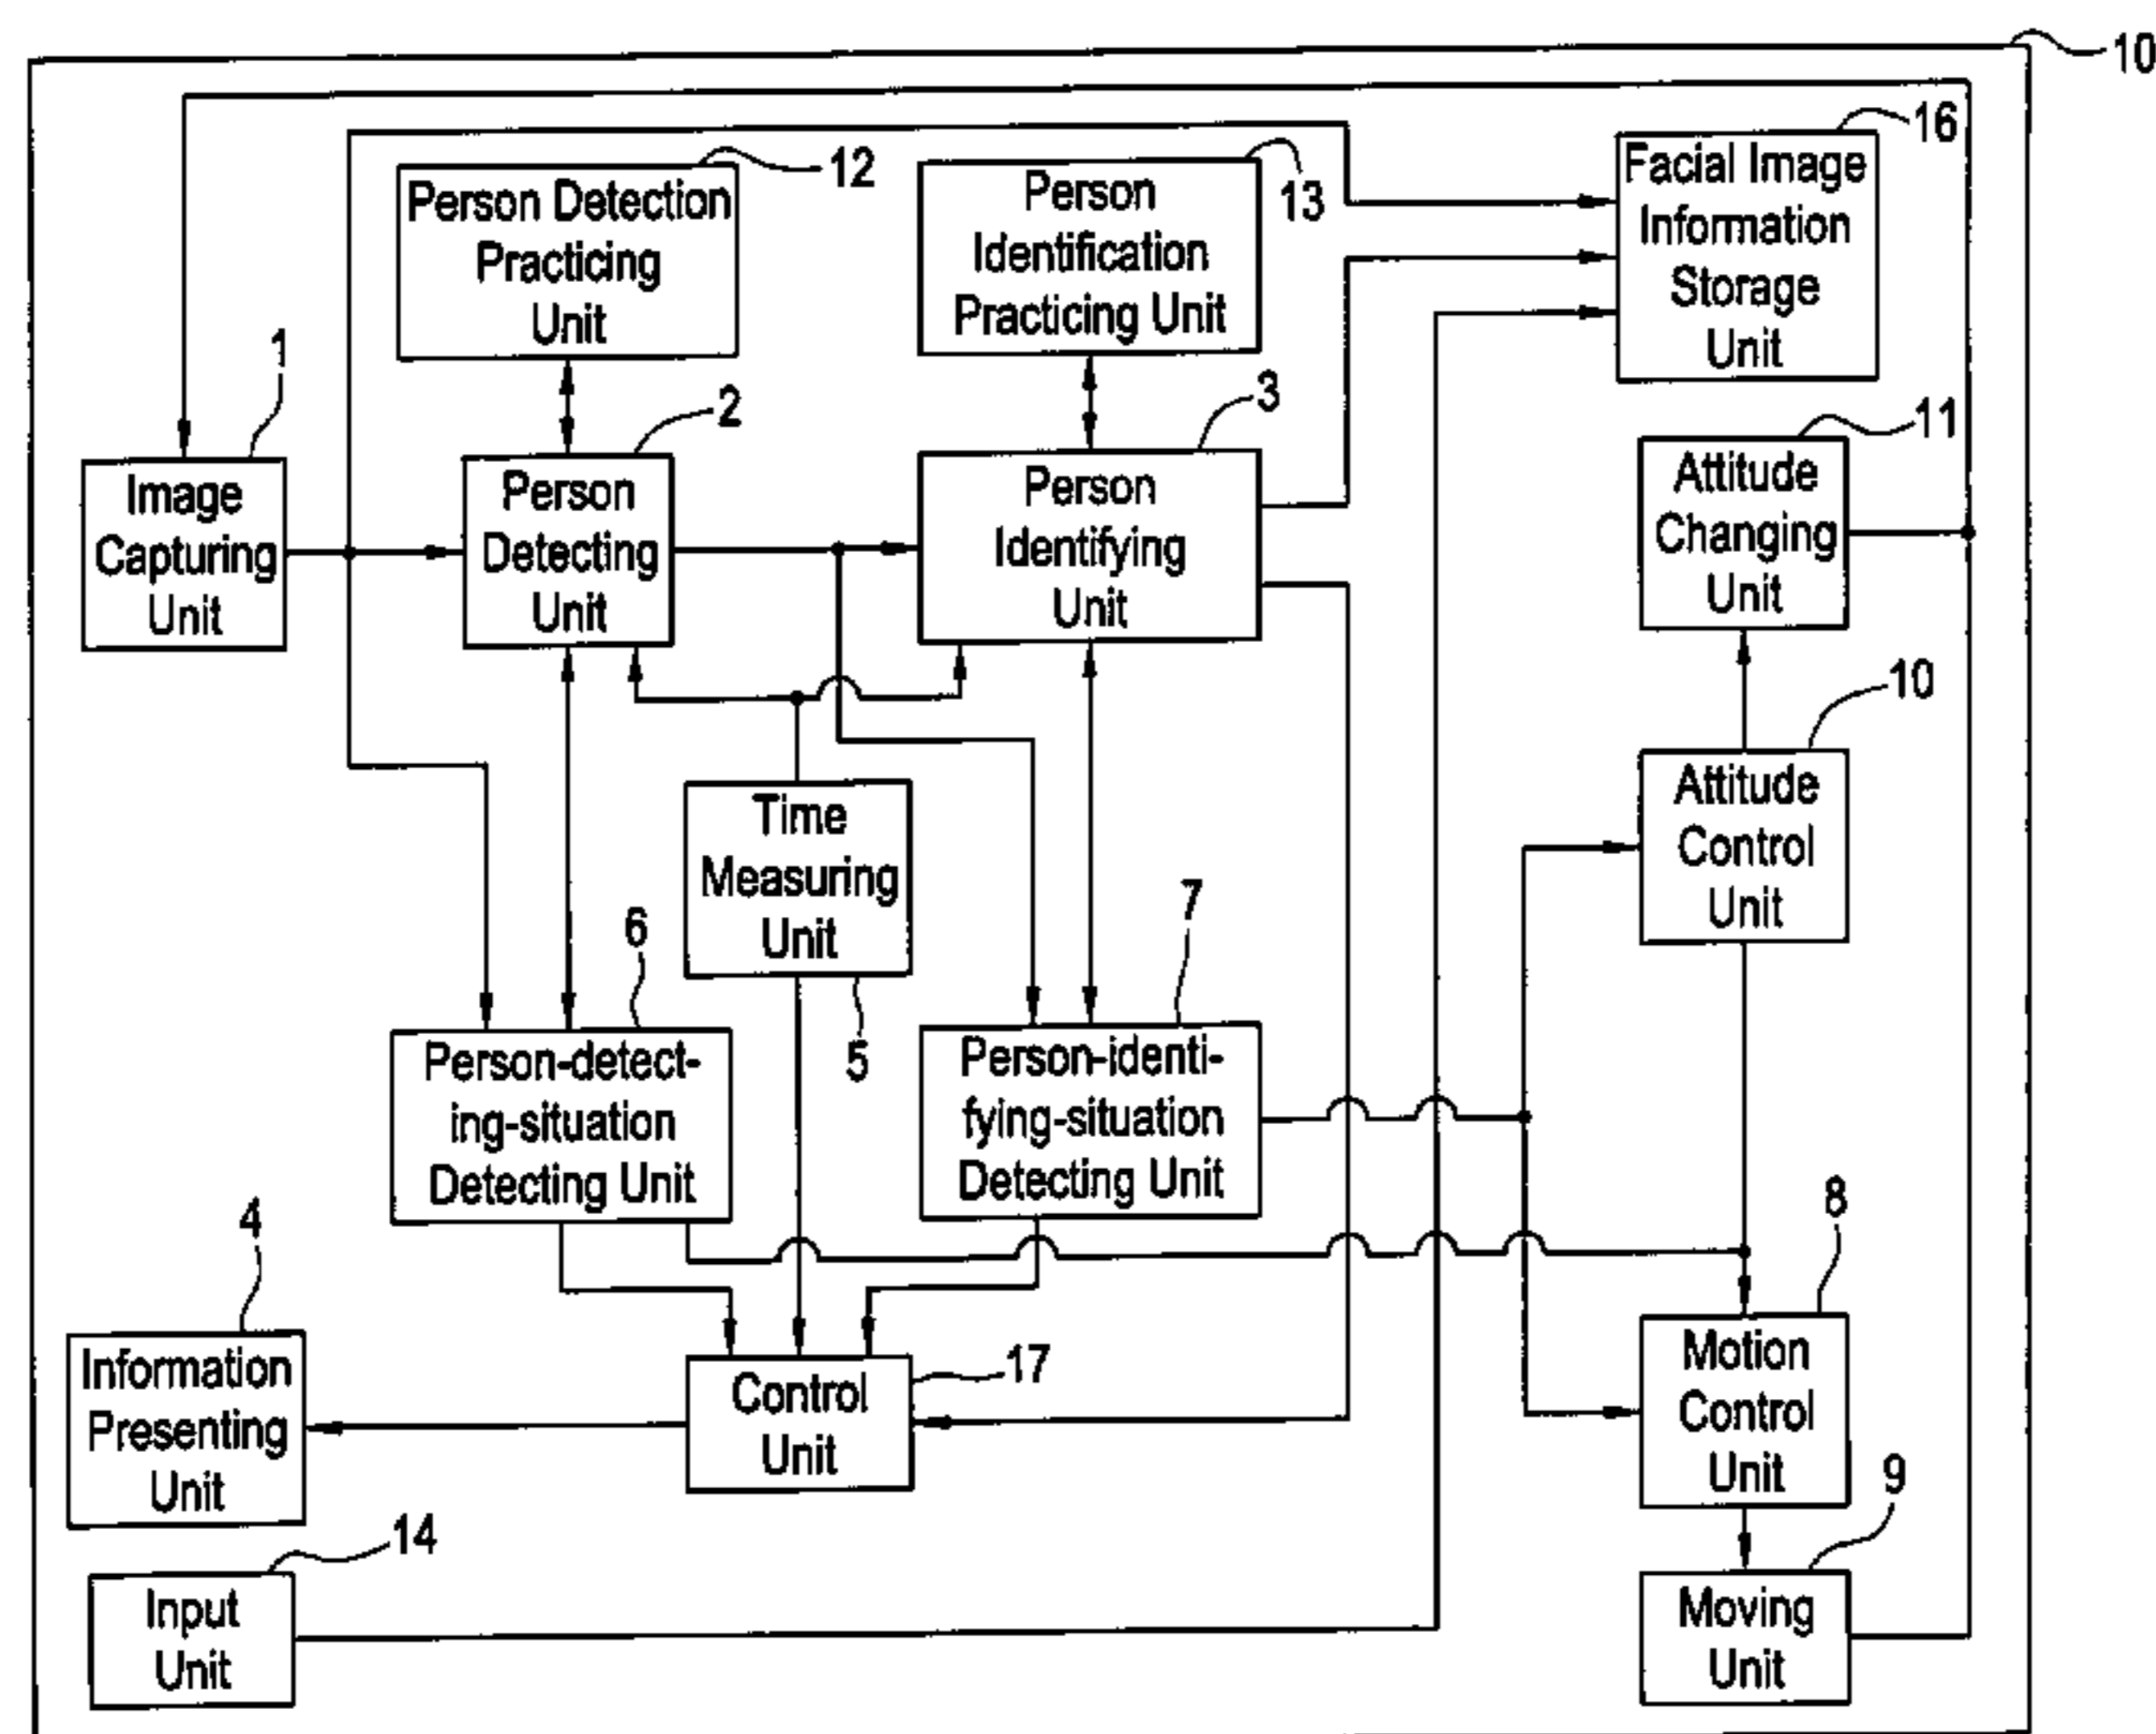 10
12
Person Detection
Practicing
Unit
13
Person
Identification
Practicing Unit
16
Facial Image
Information
Storage
Unit
1
Image
Capturing
Unit
2
Person
Detecting
Unit
3
Person
Identifying
Unit
11
Attitude
Changing
Unit
10
Attitude
Control
Unit
Time
Measuring
Unit
5
6
Person-detect-
ing-situation
Detecting Unit
7
Person-identi-
fying-situation
Detecting Unit
4
Information
Presenting
Unit
17
Control
Unit
8
Motion
Control
Unit
14
Input
Unit
9
Moving
Unit